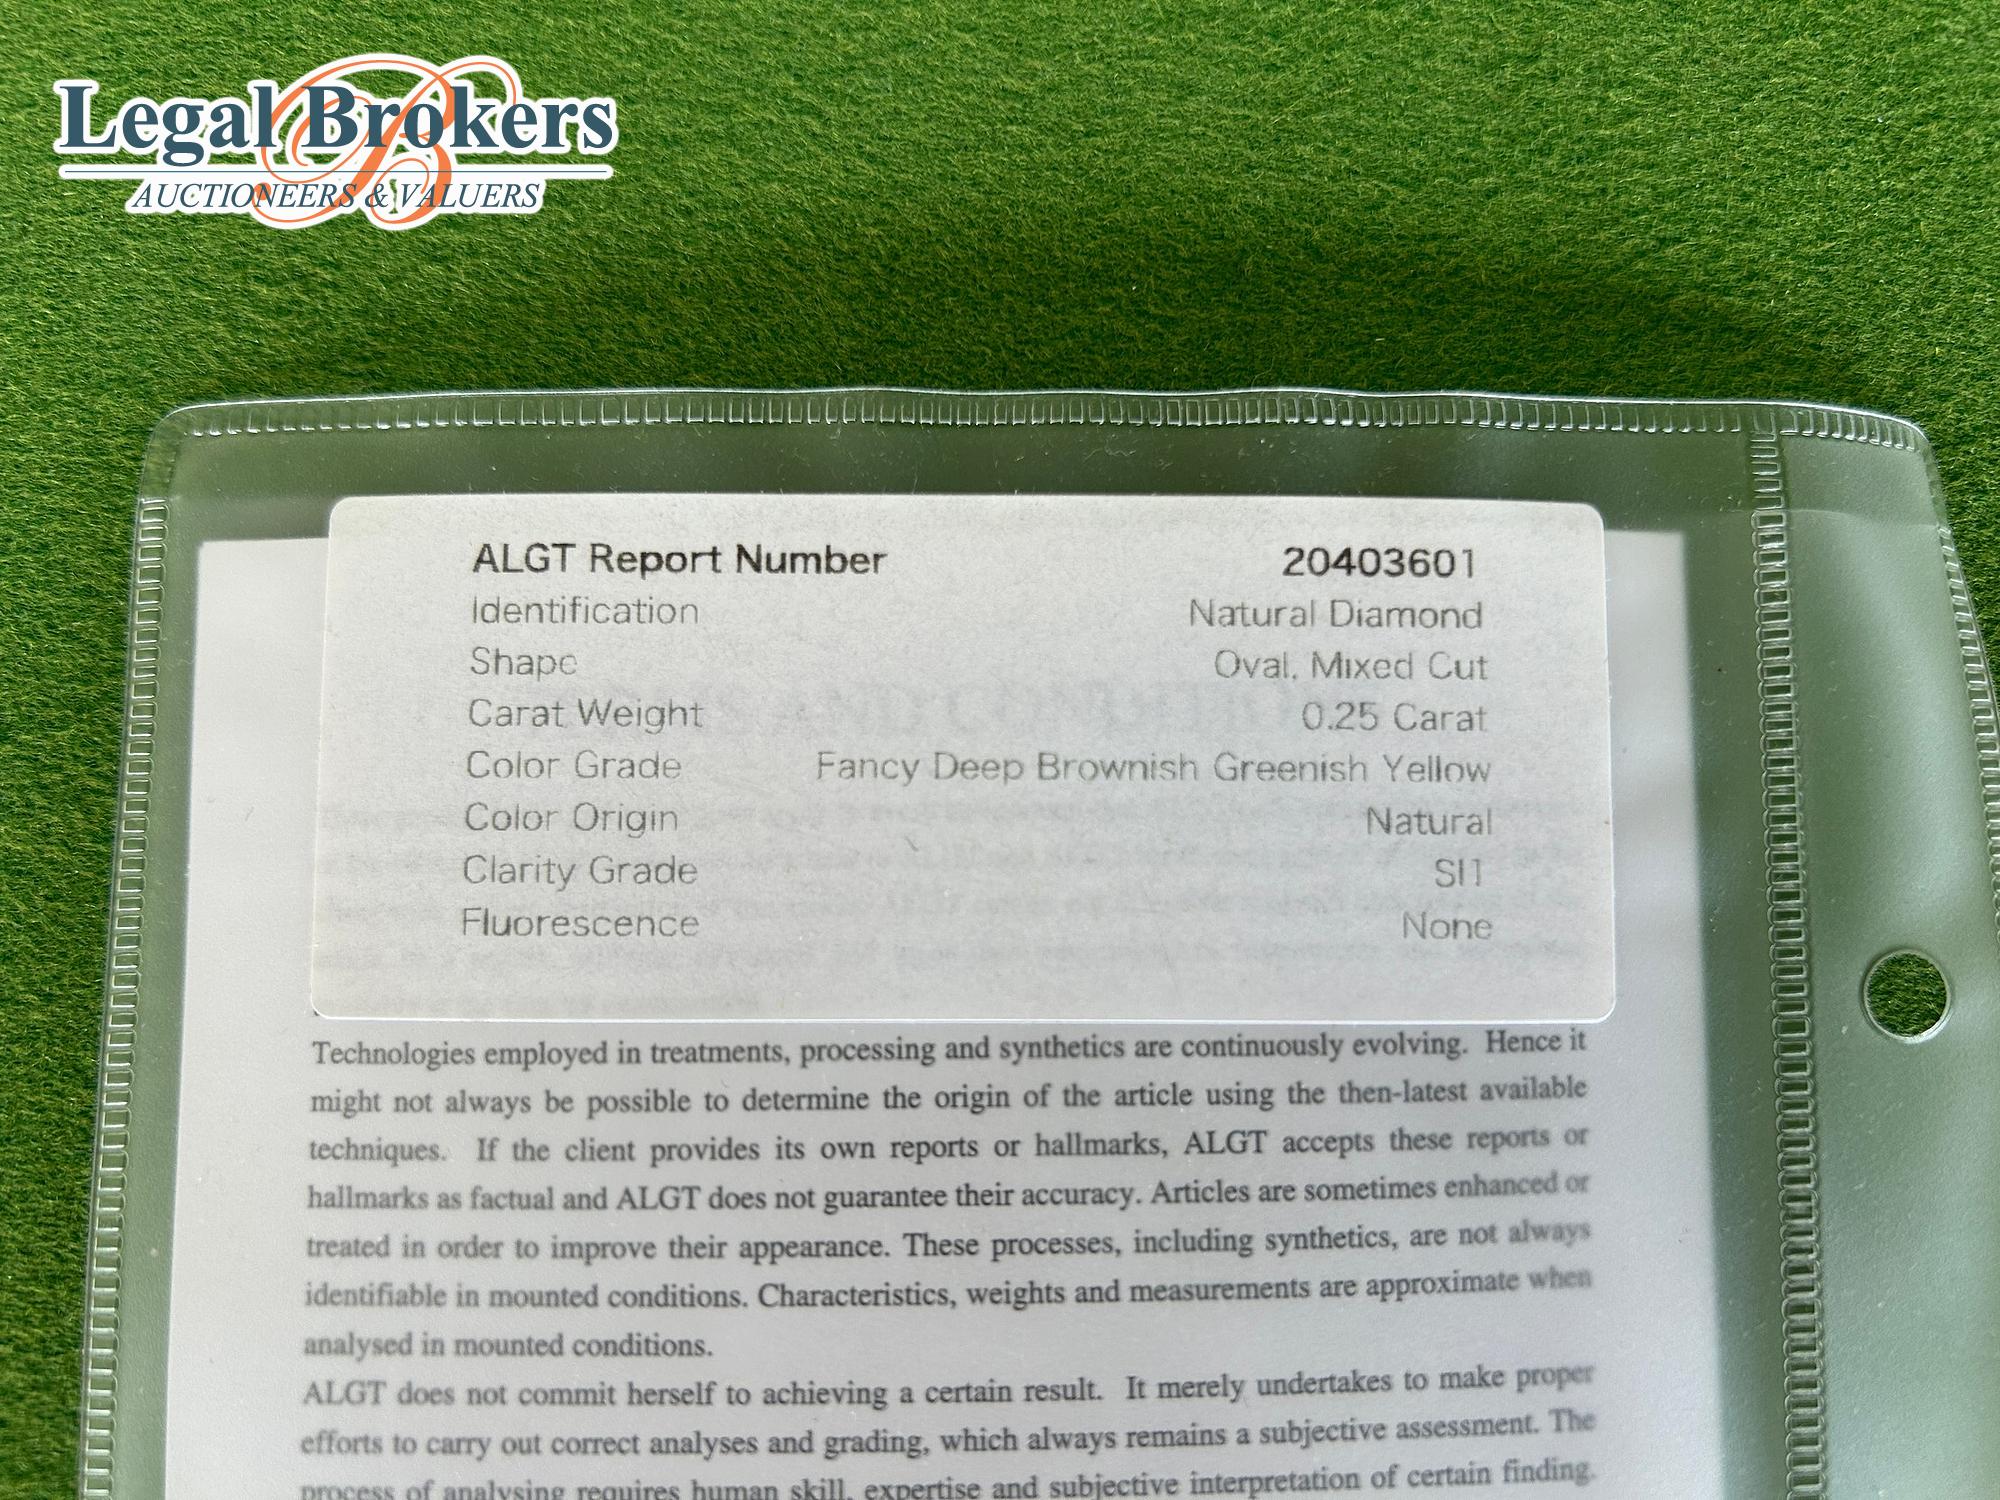 Legal Brokers
AUCTIONEERS & VALUERS
ALGT Report Number 20403601
Identification Natural Diamond
Shape Oval, Mixed Cut
Carat Weight 0.25 Carat
Color Grade Fancy Deep Brownish Greenish Yellow
Color Origin Natural
Clarity Grade SI1
Fluorescence None
Technologies employed in treatments, processing and synthetics are continuously evolving. Hence it
might not always be possible to determine the origin of the article using the then-latest available
techniques. If the client provides its own reports or hallmarks, ALGT accepts these reports or
hallmarks as factual and ALGT does not guarantee their accuracy. Articles are sometimes enhanced or
treated in order to improve their appearance. These processes, including synthetics, are not always
identifiable in mounted conditions. Characteristics, weights and measurements are approximate when
analysed in mounted conditions.
ALGT does not commit herself to achieving a certain result. It merely undertakes to make proper
efforts to carry out correct analyses and grading, which always remains a subjective assessment. The
process of analysing requires human skill, expertise and subjective interpretation of certain finding.